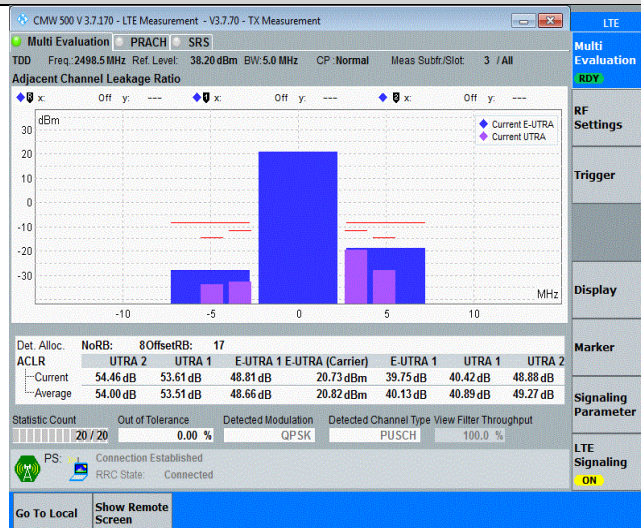 CMW 500 V 3.7.170 - LTE Measurement - V3.7.70 - TX Measurement
LTE
Multi Evaluation PRACH SRS
Multi
Evaluation
RDY
TDD Freq.:2498.5 MHz Ref. Level: 38.20 dBm BW:5.0 MHz CP :Normal Meas Subfr./Slot: 3 / All
Adjacent Channel Leakage Ratio
x: Off y: --- x: Off y: --- x: Off y: ---
RF
Settings
dBm
Current E-UTRA
Current UTRA
30
20
10
0
-10
-20
-30
MHz
-10 -5 0 5 10
Trigger
Display
Marker
Signaling
Parameter
LTE
Signaling
ON
Det. Alloc. NoRB: 8OffsetRB: 17
ACLR UTRA 2 UTRA 1 E-UTRA 1 E-UTRA (Carrier) E-UTRA 1 UTRA 1 UTRA 2
Current 54.46 dB 53.61 dB 48.81 dB 20.73 dBm 39.75 dB 40.42 dB 48.88 dB
Average 54.00 dB 53.51 dB 48.66 dB 20.82 dBm 40.13 dB 40.89 dB 49.27 dB
Statistic Count Out of Tolerance Detected Modulation Detected Channel Type View Filter Throughput
20 / 20 0.00 % QPSK PUSCH 100.0 %
PS: Connection Established
RRC State: Connected
Go To Local
Show Remote
Screen